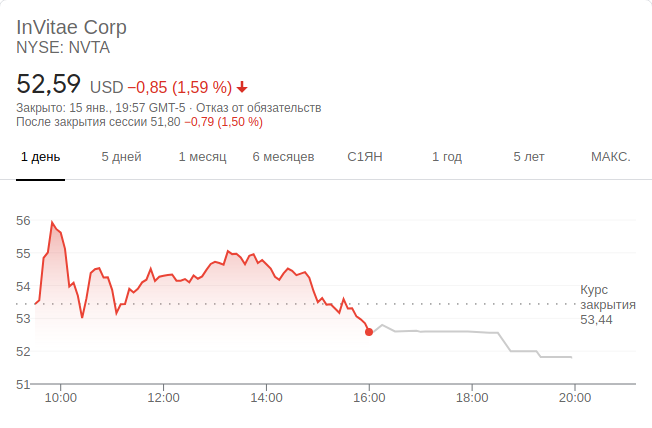 InVitae Corp
NYSE: NVTA
52,59 USD −0,85 (1,59 %)
Закрыто: 15 янв., 19:57 GMT-5 · Отказ от обязательств
После закрытия сессии 51,80 −0,79 (1,50 %)
1 день 5 дней 1 месяц 6 месяцев С1ЯН 1 год 5 лет МАКС.
56
55
54
53
52
51
Курс
закрытия
53,44
10:00 12:00 14:00 16:00 18:00 20:00